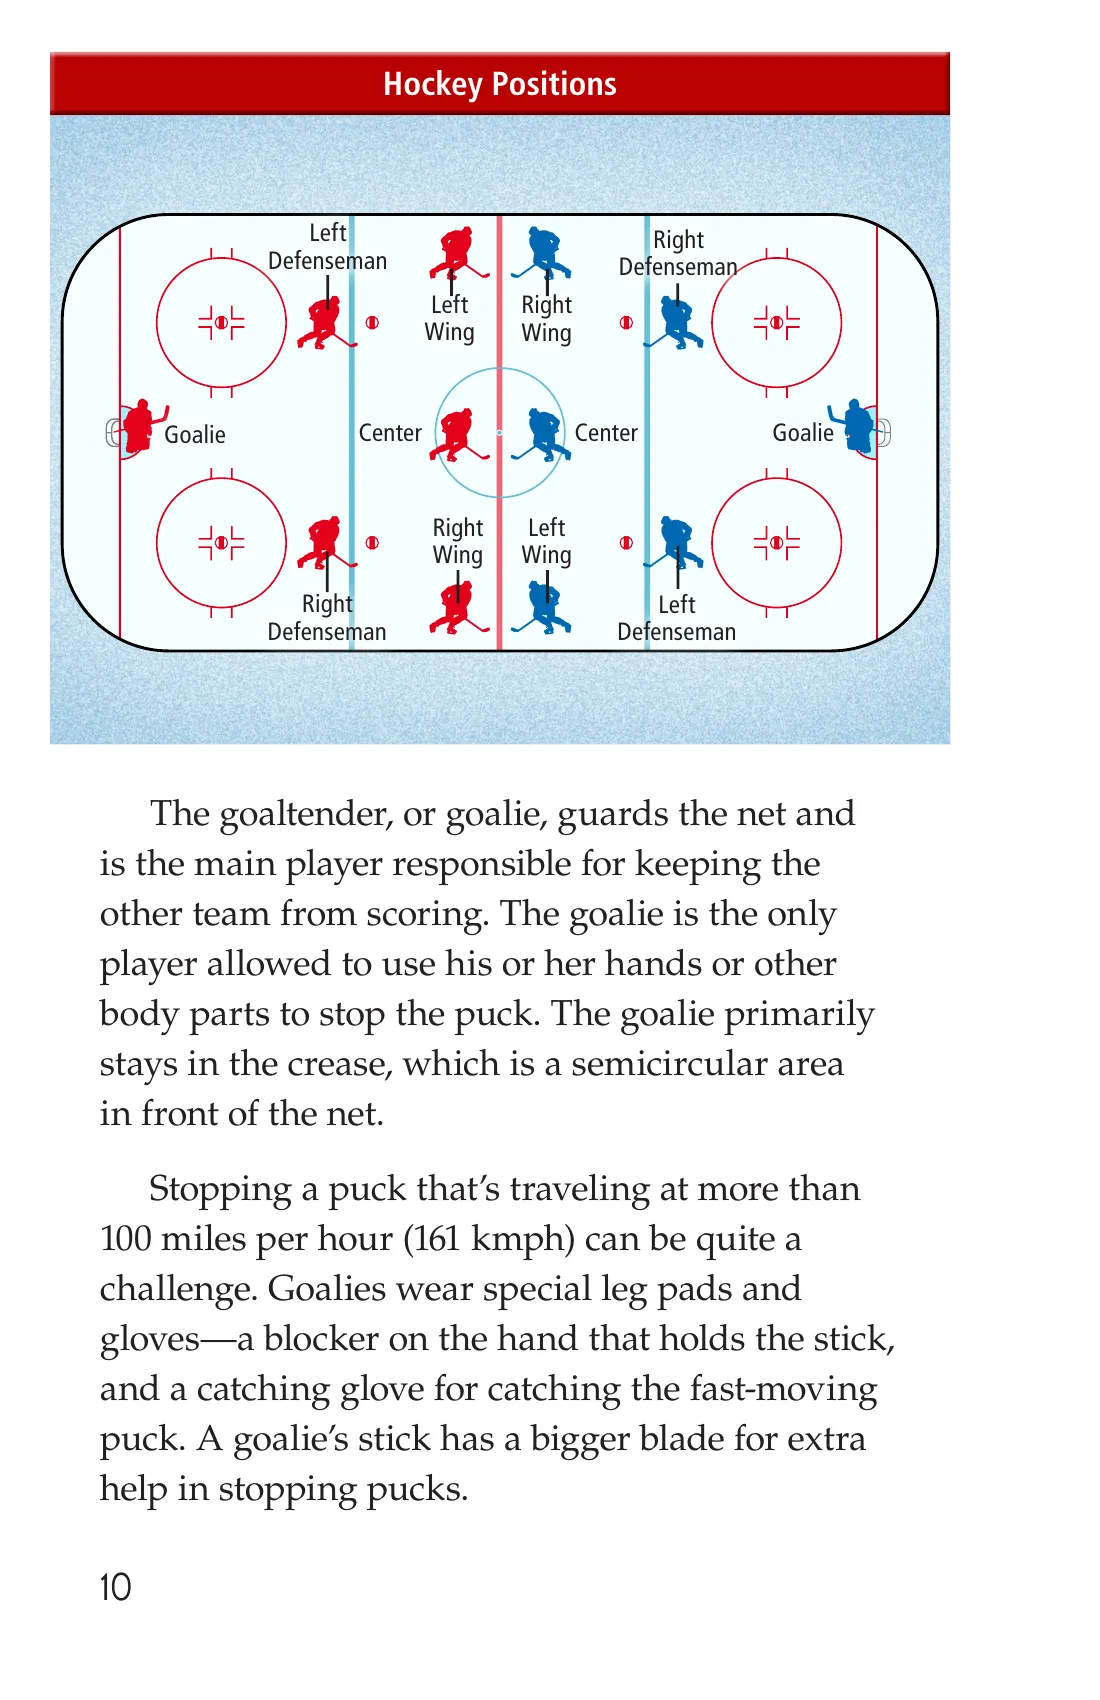 Hockey Positions
Left
Defenseman
Left
Wing
Right
Wing
Right
Defenseman
Goalie
Center
Center
Goalie
Right
Wing
Left
Wing
Right
Defenseman
Left
Defenseman
The goaltender, or goalie, guards the net and
is the main player responsible for keeping the
other team from scoring. The goalie is the only
player allowed to use his or her hands or other
body parts to stop the puck. The goalie primarily
stays in the crease, which is a semicircular area
in front of the net.
Stopping a puck that’s traveling at more than
100 miles per hour (161 kmph) can be quite a
challenge. Goalies wear special leg pads and
gloves—a blocker on the hand that holds the stick,
and a catching glove for catching the fast-moving
puck. A goalie’s stick has a bigger blade for extra
help in stopping pucks.
10